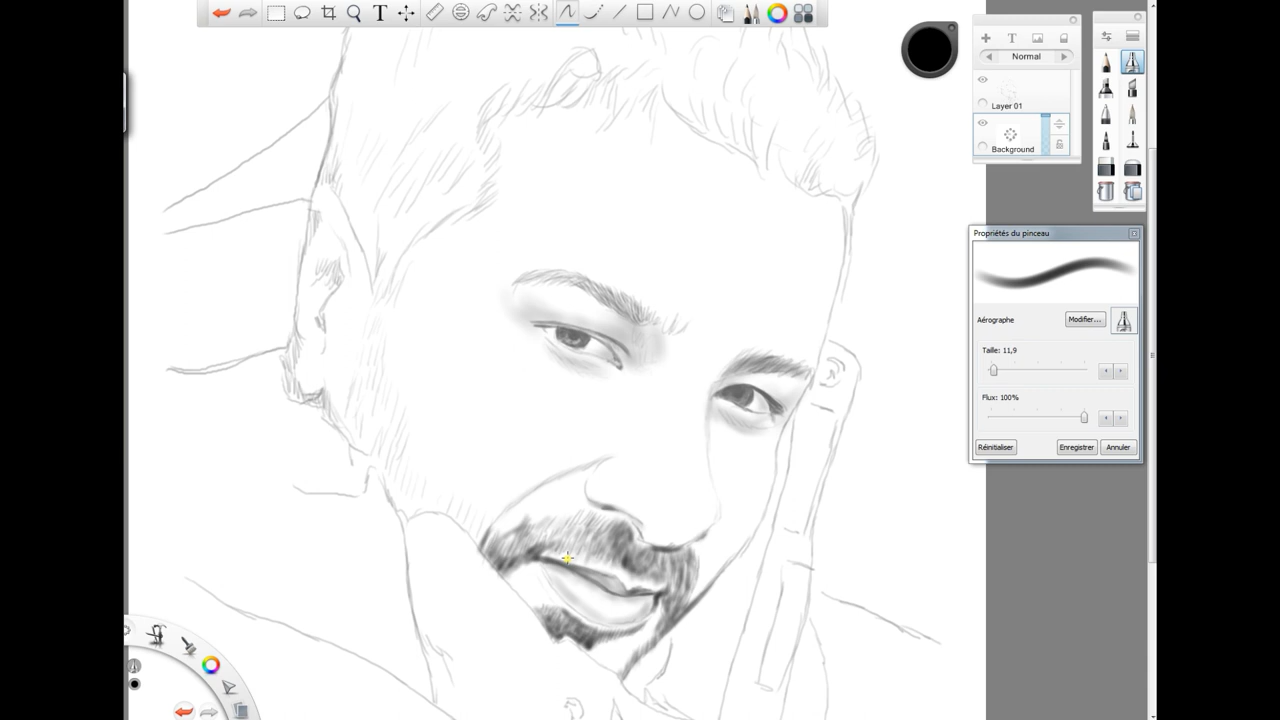 T
T
Normal
Layer 01
Background
Propriétés du pinceau
Aérographe
Modifier...
Taille: 11,9
Flux: 100%
Réinitialiser
Enregistrer
Annuler